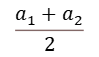 a₁ + a₂
2